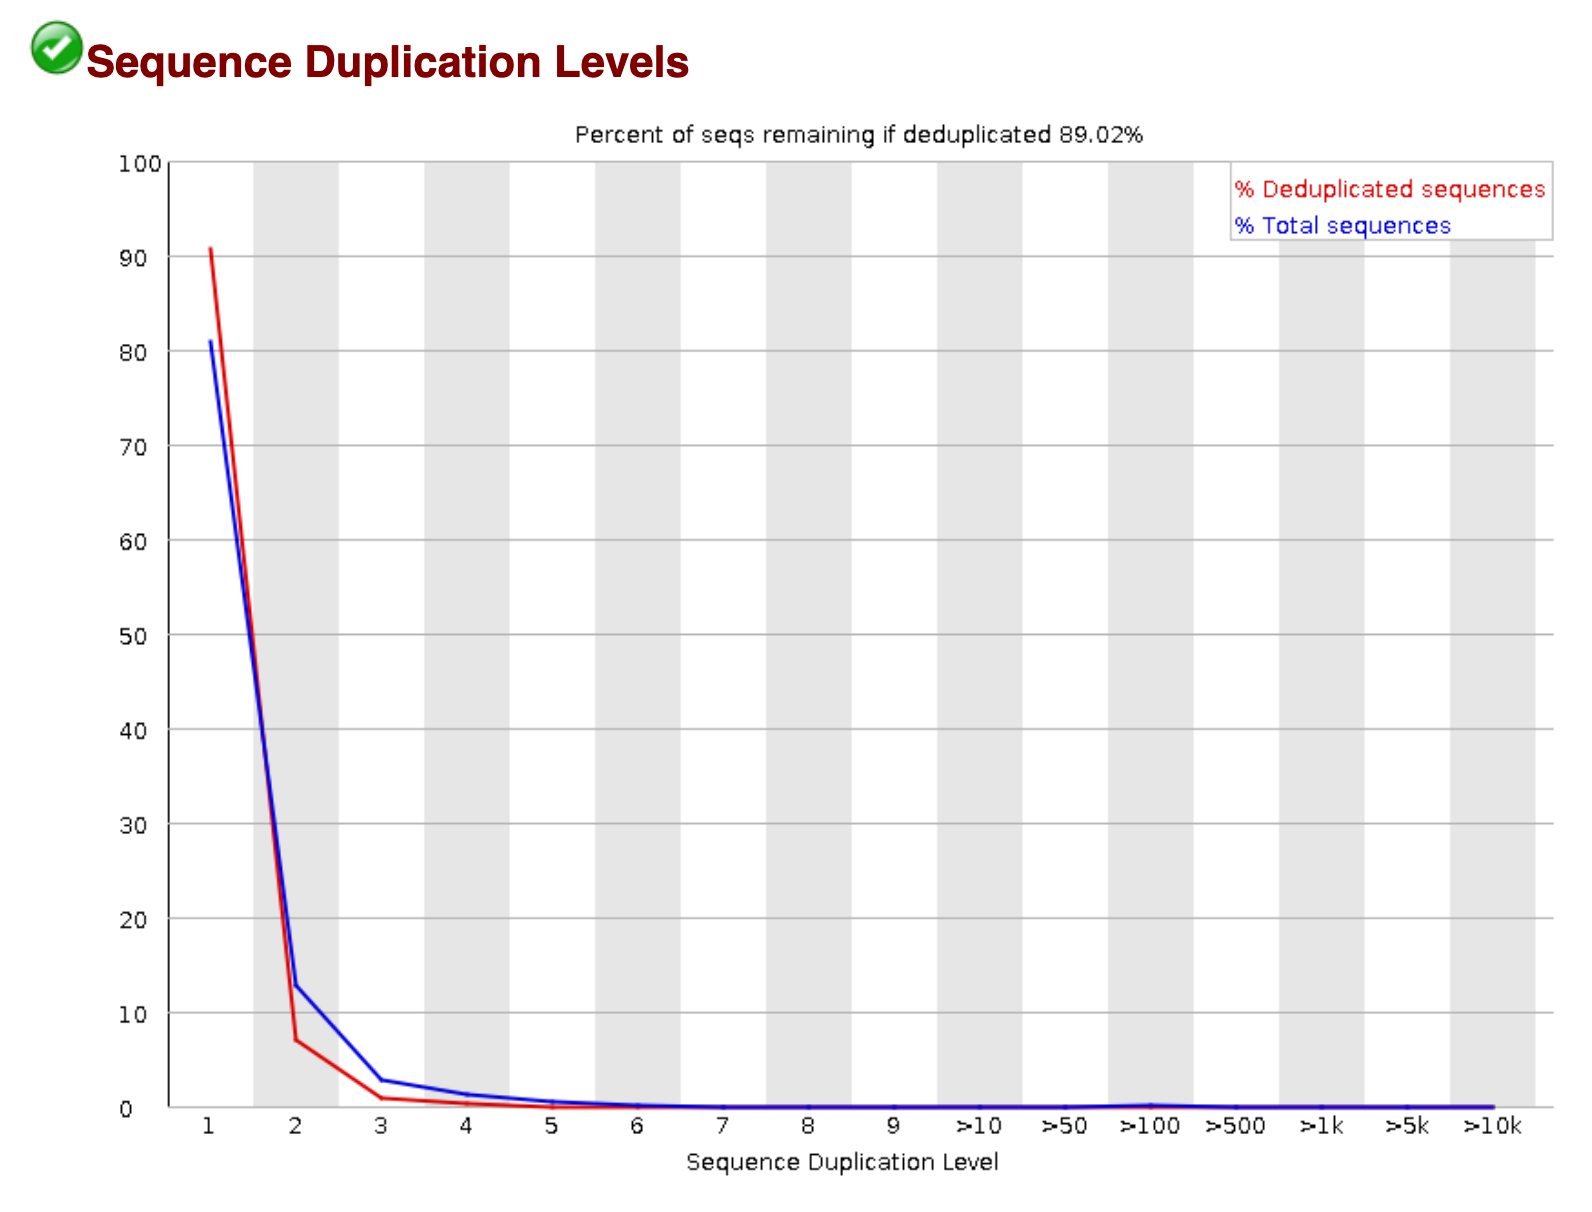 Sequence Duplication Levels
Percent of seqs remaining if deduplicated 89.02%
% Deduplicated sequences
% Total sequences
100
90
80
70
60
50
40
30
20
10
0
1 2 3 4 5 6 7 8 9 >10 >50 >100 >500 >1k >5k >10k
Sequence Duplication Level